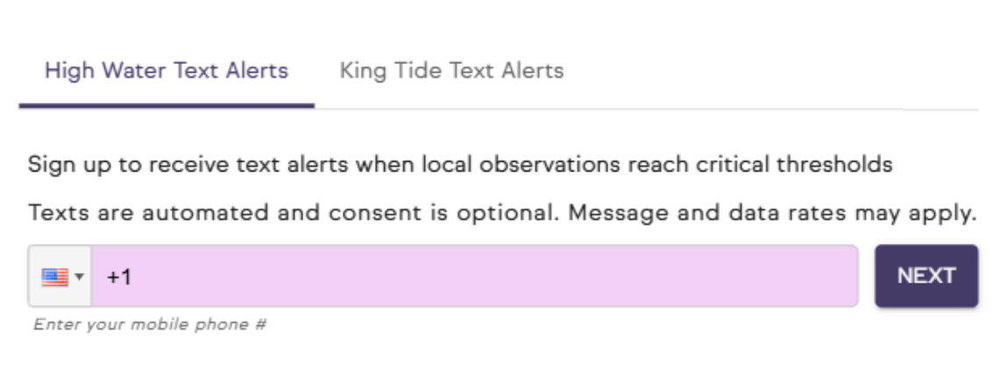 High Water Text Alerts King Tide Text Alerts
Sign up to receive text alerts when local observations reach critical thresholds
Texts are automated and consent is optional. Message and data rates may apply.
+1 NEXT
Enter your mobile phone #